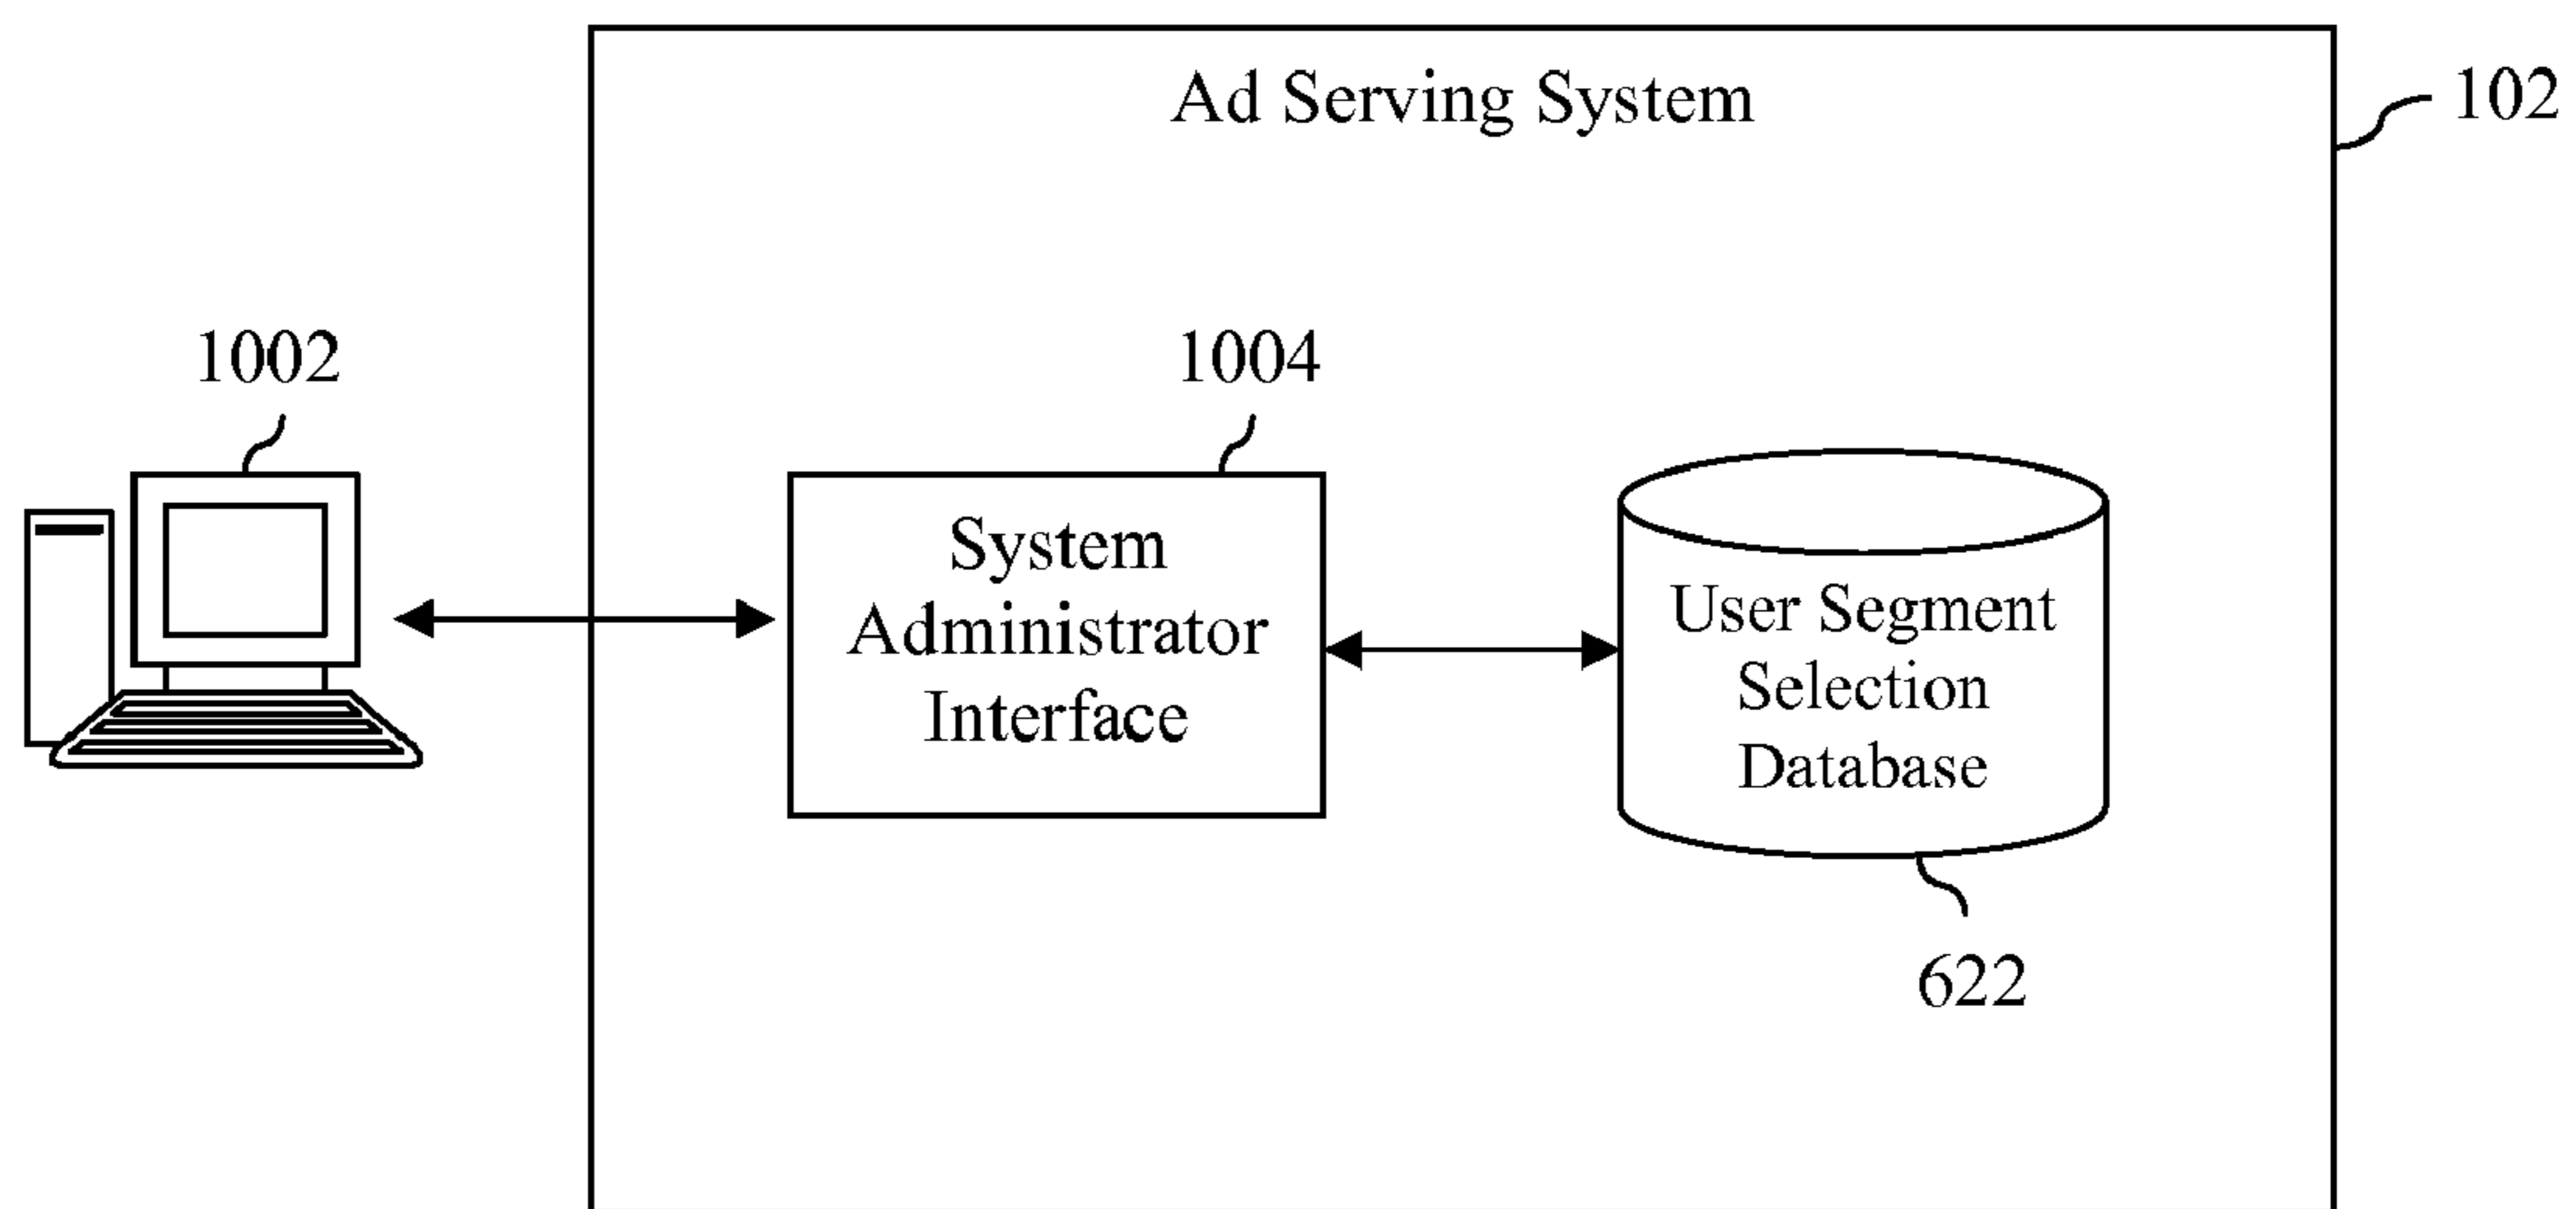 Ad Serving System
102
1002
1004
System
Administrator
Interface
User Segment
Selection
Database
622